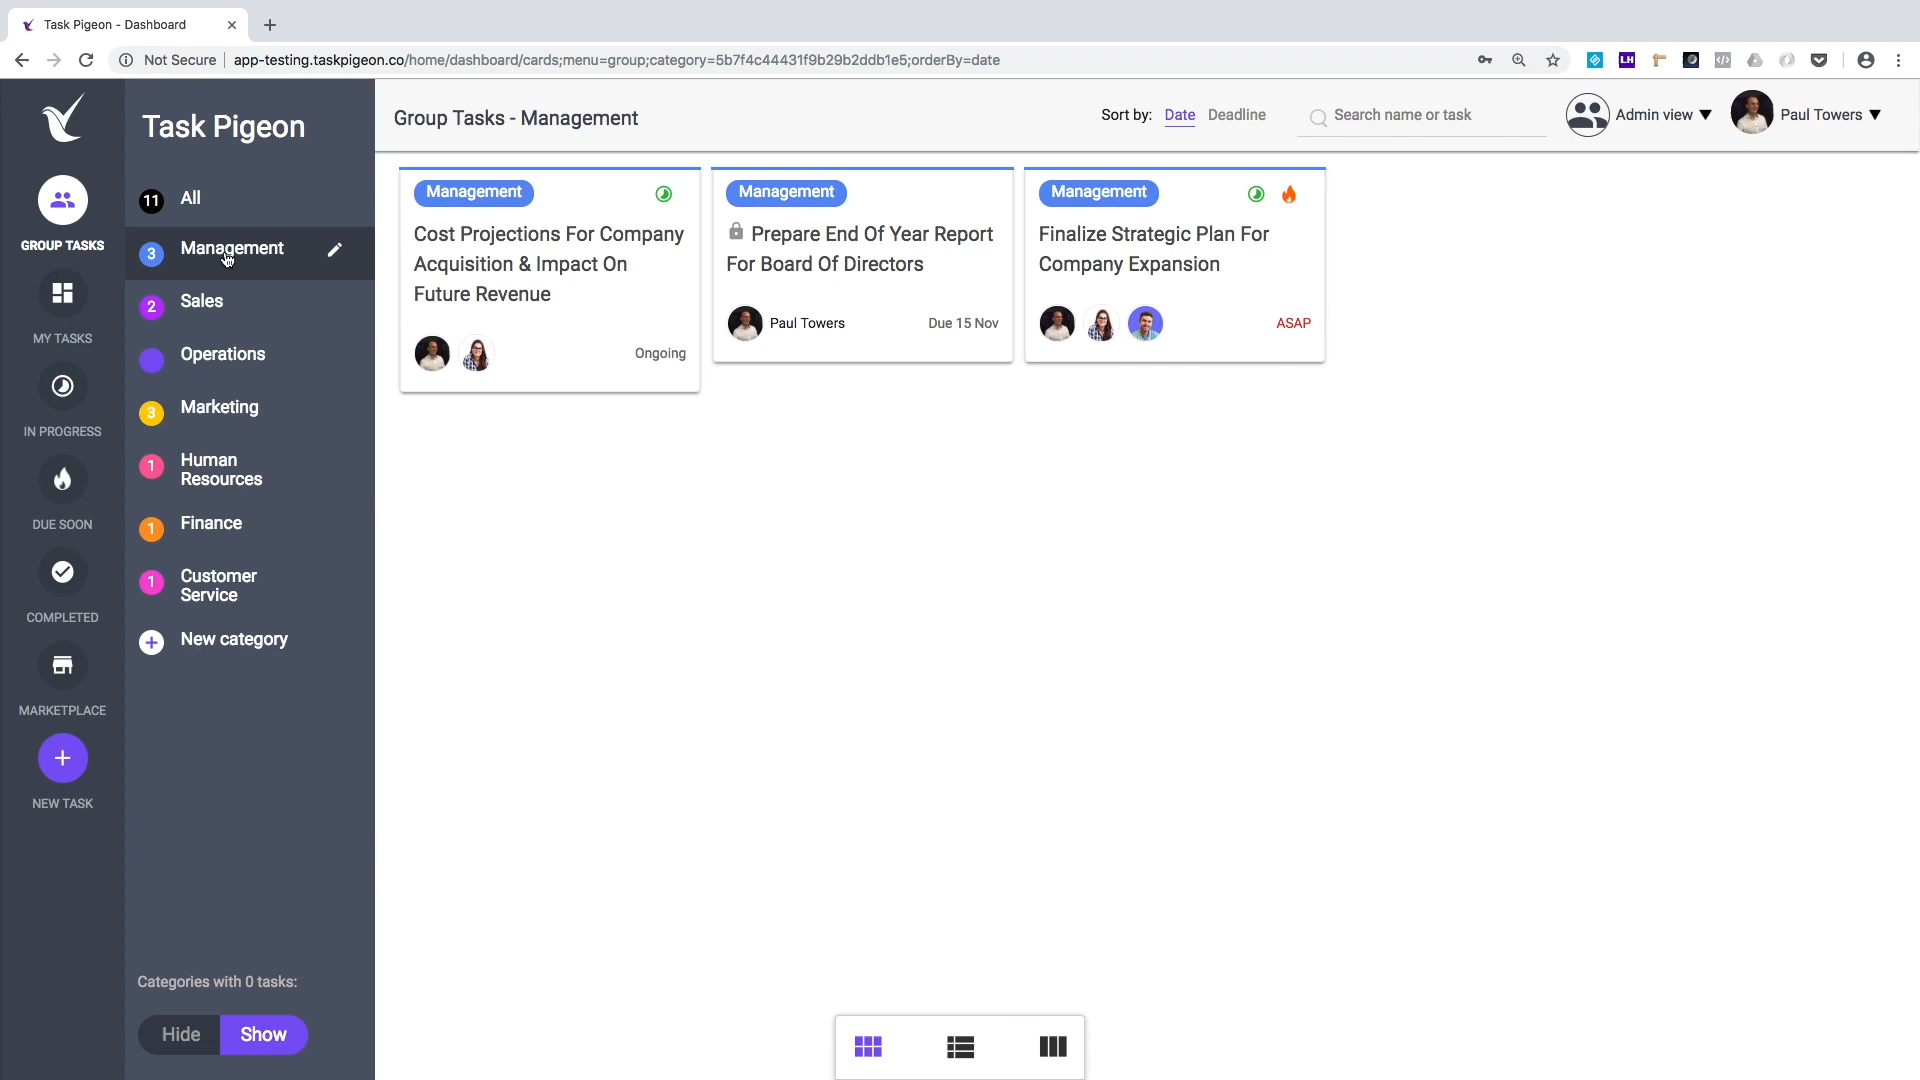 Task Pigeon - Dashboard
Not Secure
app-testing.taskpigeon.co/home/dashboard/cards;menu=group;category=5b7f4c44431f9b29b2ddb1e5;orderBy=date
LH
Task Pigeon
GROUP TASKS
MY TASKS
IN PROGRESS
DUE SOON
COMPLETED
MARKETPLACE
NEW TASK
11 All
3 Management
2 Sales
Operations
3 Marketing
1 Human
Resources
1 Finance
1 Customer
Service
New category
Categories with 0 tasks:
Hide Show
Group Tasks - Management
Sort by: Date Deadline
Search name or task
Admin view
Paul Towers
Management
Cost Projections For Company
Acquisition & Impact On
Future Revenue
Ongoing
Management
Prepare End Of Year Report
For Board Of Directors
Paul Towers
Due 15 Nov
Management
Finalize Strategic Plan For
Company Expansion
ASAP